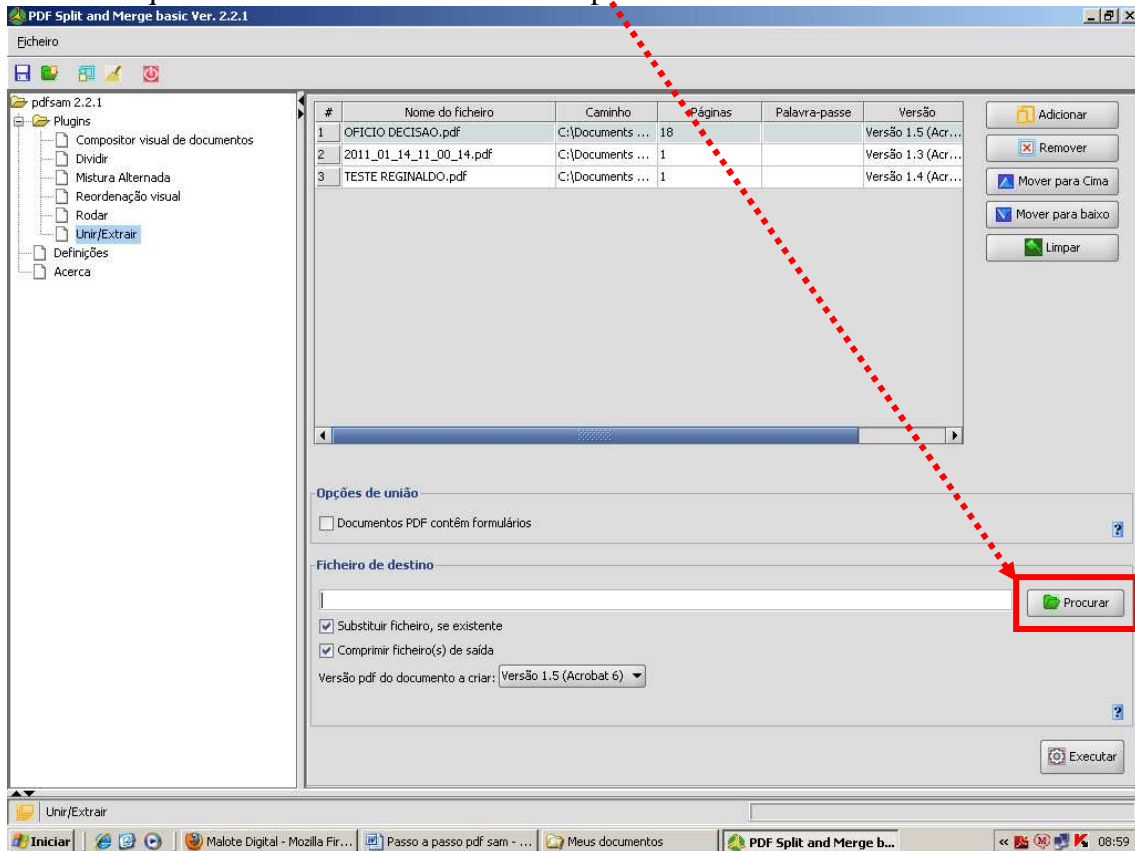 PDF Split and Merge basic Ver. 2.2.1
Ficheiro
pdfsam 2.2.1
Plugins
Compositor visual de documentos
Dividir
Mistura Alternada
Reordenação visual
Rodar
Unir/Extrair
Definições
Acerca
# Nome do ficheiro Caminho Páginas Palavra-passe Versão
1 OFICIO DECISAO.pdf C:\Documents ... 18 Versão 1.5 (Acr...
2 2011_01_14_11_00_14.pdf C:\Documents ... 1 Versão 1.3 (Acr...
3 TESTE REGINALDO.pdf C:\Documents ... 1 Versão 1.4 (Acr...
Adicionar
Remover
Mover para Cima
Mover para baixo
Limpar
Opções de união
Documentos PDF contêm formulários
?
Ficheiro de destino
Procurar
Substituir ficheiro, se existente
Comprimir ficheiro(s) de saída
Versão pdf do documento a criar: Versão 1.5 (Acrobat 6)
?
Executar
Unir/Extrair
Iniciar Malote Digital - Mozilla Fir... Passo a passo pdf sam - ... Meus documentos PDF Split and Merge b... « 08:59